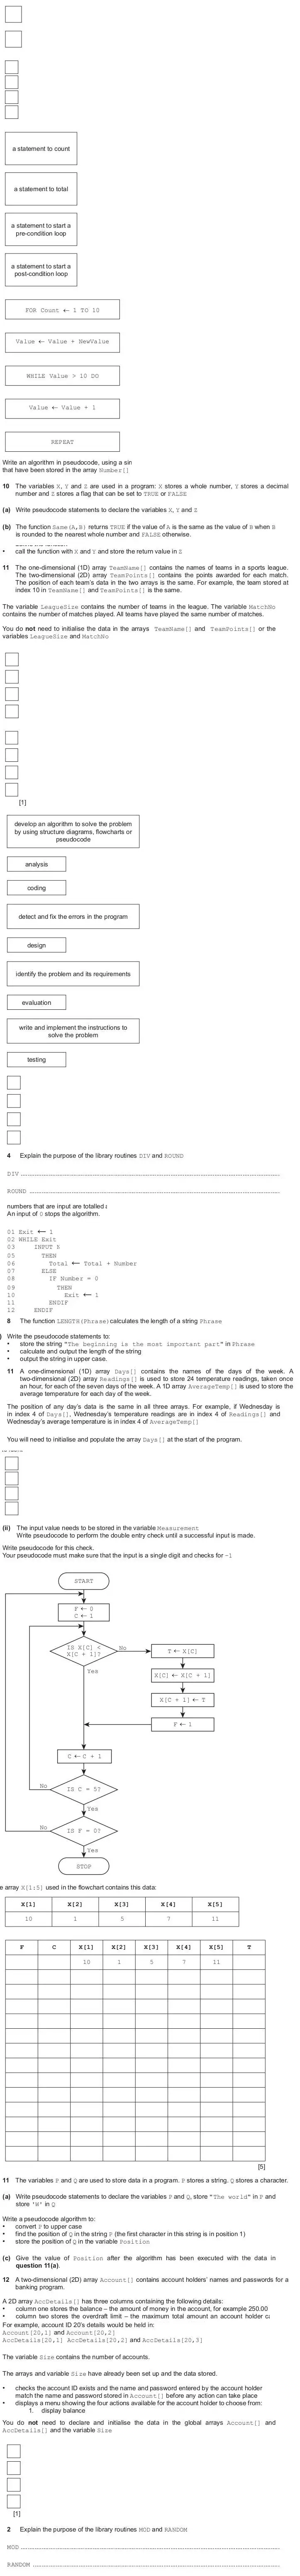 a statement to count
a statement to total
a statement to start a
pre-condition loop
a statement to start a
post-condition loop
FOR Count ← 1 TO 10
Value ← Value + NewValue
WHILE Value > 10 DO
Value ← Value + 1
REPEAT
Write an algorithm in pseudocode, using a sin
that have been stored in the array Number[]
10 The variables X, Y and Z are used in a program: X stores a whole number, Y stores a decimal
number and Z stores a flag that can be set to TRUE or FALSE
(a) Write pseudocode statements to declare the variables X, Y and Z
(b) The function Same(A,B) returns TRUE if the value of A is the same as the value of B when B
is rounded to the nearest whole number and FALSE otherwise.
• call the function with X and Y and store the return value in Z
11 The one-dimensional (1D) array TeamName[] contains the names of teams in a sports league.
The two-dimensional (2D) array TeamPoints[] contains the points awarded for each match.
The position of each team's data in the two arrays is the same. For example, the team stored at
index 10 in TeamName[] and TeamPoints[] is the same.
The variable LeagueSize contains the number of teams in the league. The variable MatchNo
contains the number of matches played. All teams have played the same number of matches.
You do not need to initialise the data in the arrays TeamName[] and TeamPoints[] or the
variables LeagueSize and MatchNo
[1]
develop an algorithm to solve the problem
by using structure diagrams, flowcharts or
pseudocode
analysis
coding
detect and fix the errors in the program
design
identify the problem and its requirements
evaluation
write and implement the instructions to
solve the problem
testing
4 Explain the purpose of the library routines DIV and ROUND
DIV
ROUND
numbers that are input are totalled
An input of 0 stops the algorithm.
01 Exit ← 1
02 WHILE Exit
03 INPUT 5
05 THEN
06 Total ← Total + Number
07 ELSE
08 IF Number = 0
09 THEN
10 Exit ← 1
11 ENDIF
12 ENDIF
8 The function LENGTH(Phrase) calculates the length of a string Phrase
) Write the pseudocode statements to:
• store the string "The beginning is the most important part" in Phrase
• calculate and output the length of the string
• output the string in upper case.
11 A one-dimensional (1D) array Days[] contains the names of the days of the week. A
two-dimensional (2D) array Readings[] is used to store 24 temperature readings, taken once
an hour, for each of the seven days of the week. A 1D array AverageTemp[] is used to store the
average temperature for each day of the week.
The position of any day's data is the same in all three arrays. For example, if Wednesday is
in index 4 of Days[], Wednesday's temperature readings are in index 4 of Readings[] and
Wednesday's average temperature is in index 4 of AverageTemp[]
You will need to initialise and populate the array Days[] at the start of the program.
(ii) The input value needs to be stored in the variable Measurement
Write pseudocode to perform the double entry check until a successful input is made.
Write pseudocode for this check.
Your pseudocode must make sure that the input is a single digit and checks for -1
START
F ← 0
C ← 1
IS X[C] <
X[C + 1]?
No
T ← X[C]
X[C] ← X[C + 1]
X[C + 1] ← T
F ← 1
Yes
C ← C + 1
No
IS C = 5?
Yes
No
IS F = 0?
Yes
STOP
e array X[1:5] used in the flowchart contains this data:
X[1] X[2] X[3] X[4] X[5]
10 1 5 7 11
F C X[1] X[2] X[3] X[4] X[5] T
10 1 5 7 11
[5]
11 The variables P and Q are used to store data in a program. P stores a string. Q stores a character.
(a) Write pseudocode statements to declare the variables P and Q, store "The world" in P and
store 'W' in Q
Write a pseudocode algorithm to:
• convert P to upper case
• find the position of Q in the string P (the first character in this string is in position 1)
• store the position of Q in the variable Position
(c) Give the value of Position after the algorithm has been executed with the data in
question 11(a).
12 A two-dimensional (2D) array Account[] contains account holders' names and passwords for a
banking program.
A 2D array AccDetails[] has three columns containing the following details:
• column one stores the balance – the amount of money in the account, for example 250.00
• column two stores the overdraft limit – the maximum total amount an account holder ca
For example, account ID 20's details would be held in:
Account[20,1] and Account[20,2]
AccDetails[20,1] AccDetails[20,2] and AccDetails[20,3]
The variable Size contains the number of accounts.
The arrays and variable Size have already been set up and the data stored.
• checks the account ID exists and the name and password entered by the account holder
match the name and password stored in Account[] before any action can take place
• displays a menu showing the four actions available for the account holder to choose from:
1. display balance
You do not need to declare and initialise the data in the global arrays Account[] and
AccDetails[] and the variable Size
[1]
2 Explain the purpose of the library routines MOD and RANDOM
MOD
RANDOM